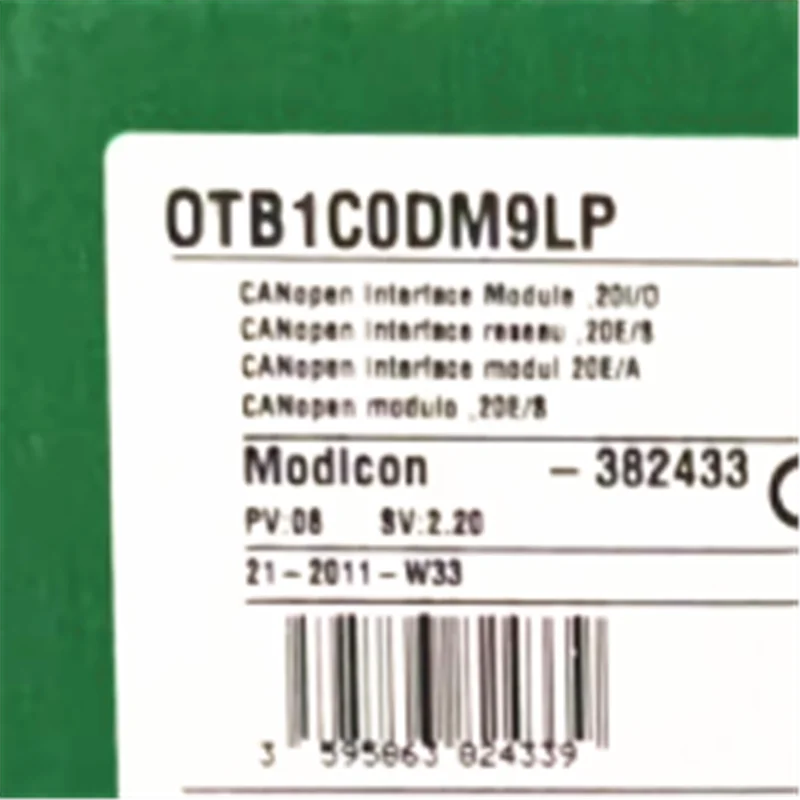 OTB1C0DM9LP
CANopen Interface Module .20I/O
CANopen Interface reseau .20E/S
CANopen Interface modul 20E/A
CANopen modulo .20E/S
Modicon - 382433
PV:08 SV:2.20
21-2011-W33
3 595863 824339